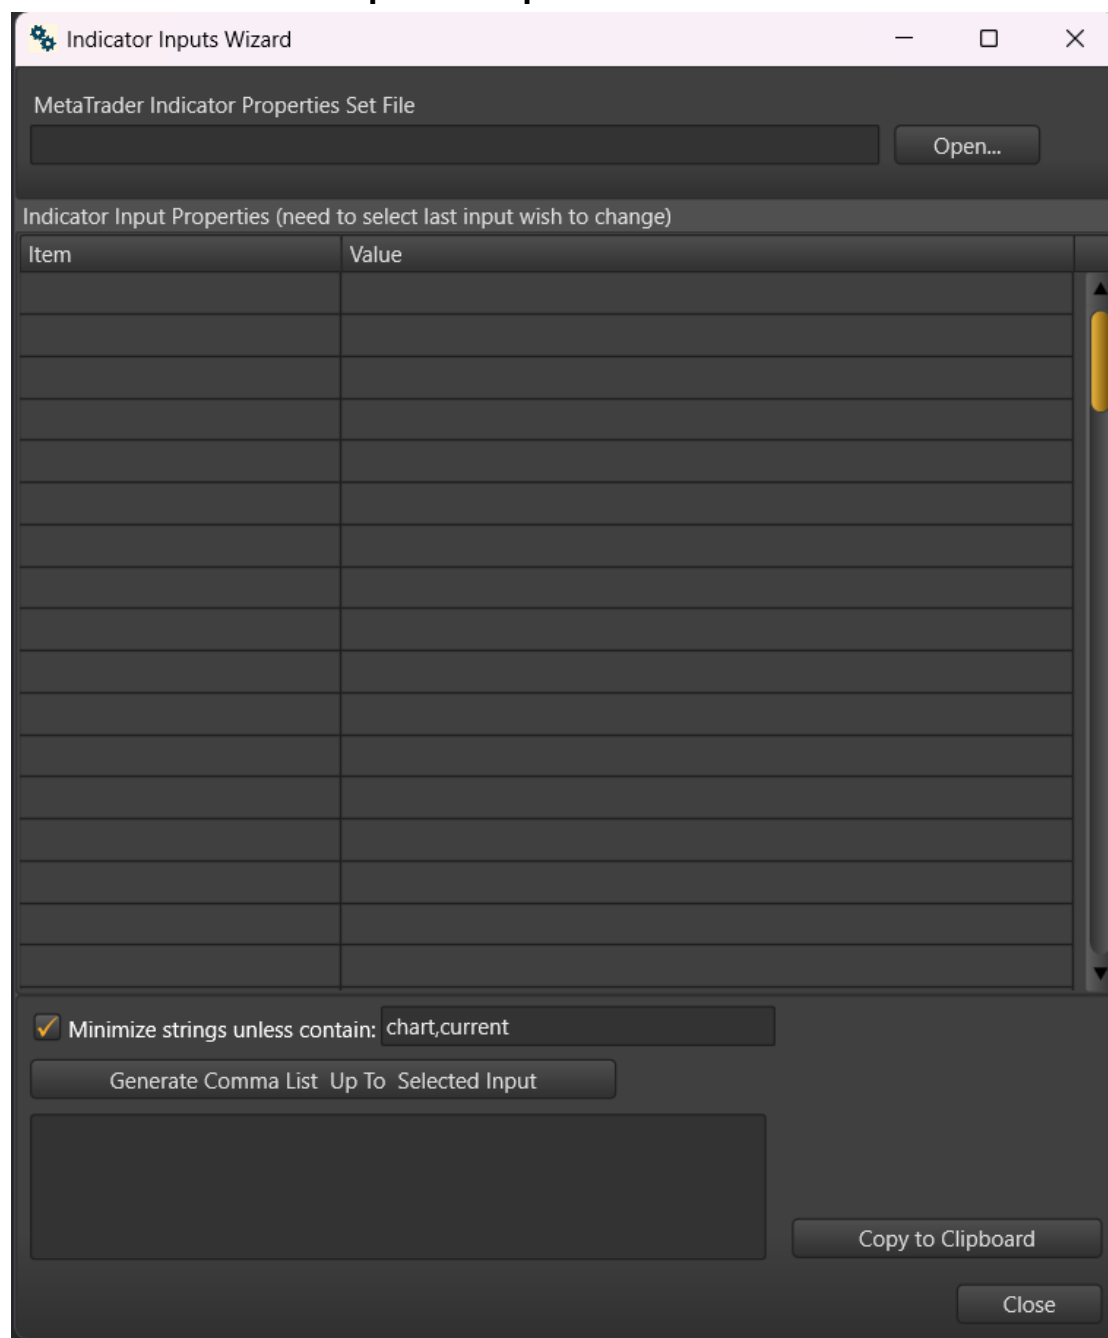 Indicator Inputs Wizard
MetaTrader Indicator Properties Set File
Open...
Indicator Input Properties (need to select last input wish to change)
Item Value
Minimize strings unless contain: chart,current
Generate Comma List  Up To  Selected Input
Copy to Clipboard
Close